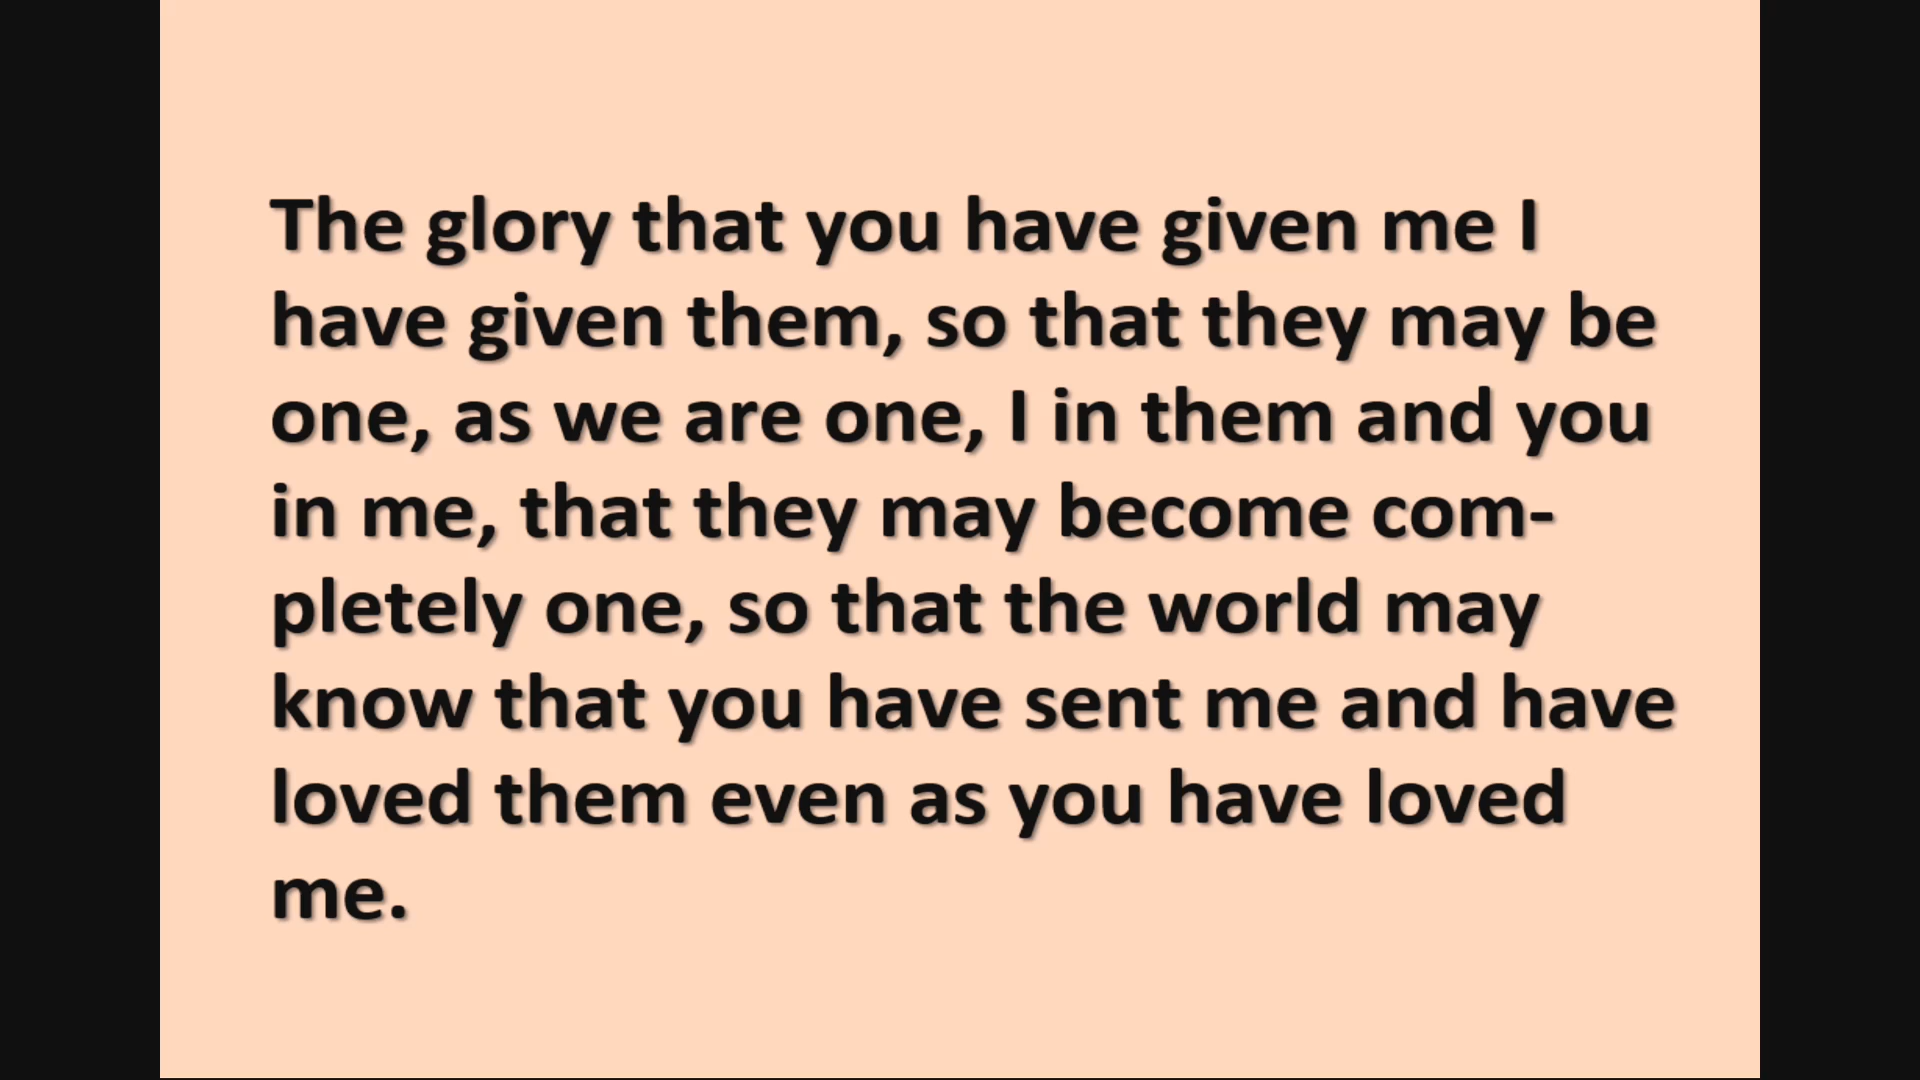 The glory that you have given me I
have given them, so that they may be
one, as we are one, I in them and you
in me, that they may become com-
pletely one, so that the world may
know that you have sent me and have
loved them even as you have loved
me.